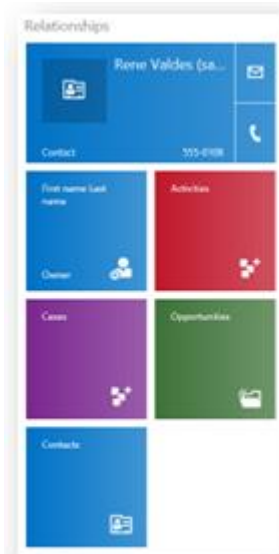 Relationships
Rene Valdes (sa...
Contact
555-0108
First name Last
name
Owner
Activities
Cases
Opportunities
Contacts